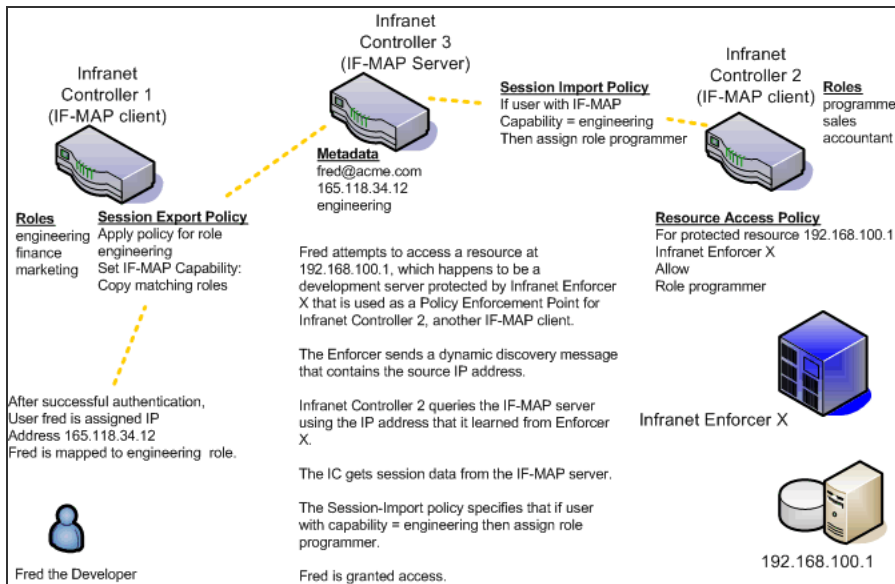 Infranet
Controller 1
(IF-MAP client)
Roles
engineering
finance
marketing
Session Export Policy
Apply policy for role
engineering
Set IF-MAP Capability:
Copy matching roles
After successful authentication,
User fred is assigned IP
Address 165.118.34.12
Fred is mapped to engineering role.
Fred the Developer
Infranet
Controller 3
(IF-MAP Server)
Metadata
fred@acme.com
165.118.34.12
engineering
Session Import Policy
If user with IF-MAP
Capability = engineering
Then assign role programmer
Fred attempts to access a resource at
192.168.100.1, which happens to be a
development server protected by Infranet Enforcer
X that is used as a Policy Enforcement Point for
Infranet Controller 2, another IF-MAP client.
The Enforcer sends a dynamic discovery message
that contains the source IP address.
Infranet Controller 2 queries the IF-MAP server
using the IP address that it learned from Enforcer
X.
The IC gets session data from the IF-MAP server.
The Session-Import policy specifies that if user
with capability = engineering then assign role
programmer.
Fred is granted access.
Infranet
Controller 2
(IF-MAP client)
Roles
programme
sales
accountant
Resource Access Policy
For protected resource 192.168.100.1
Infranet Enforcer X
Allow
Role programmer
Infranet Enforcer X
192.168.100.1